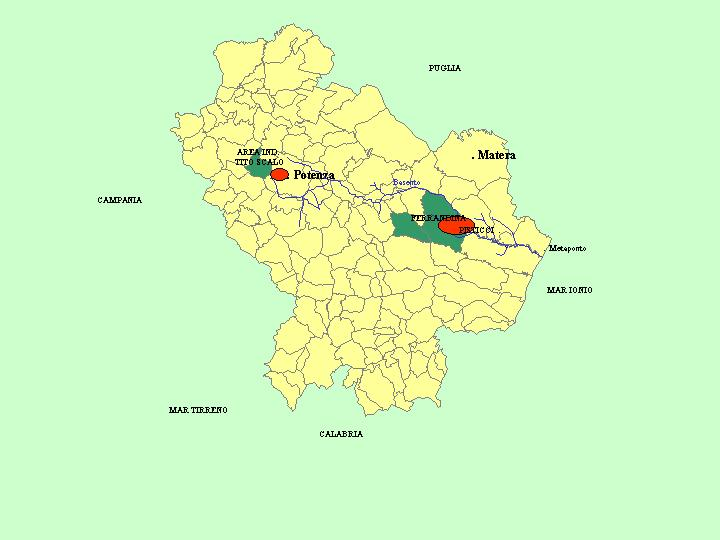 PUGLIA
AREA IND.
TITO SCALO
. Matera
. Potenza
Basento
CAMPANIA
FERRANDINA
PISTICCI
Metaponto
MAR IONIO
MAR TIRRENO
CALABRIA